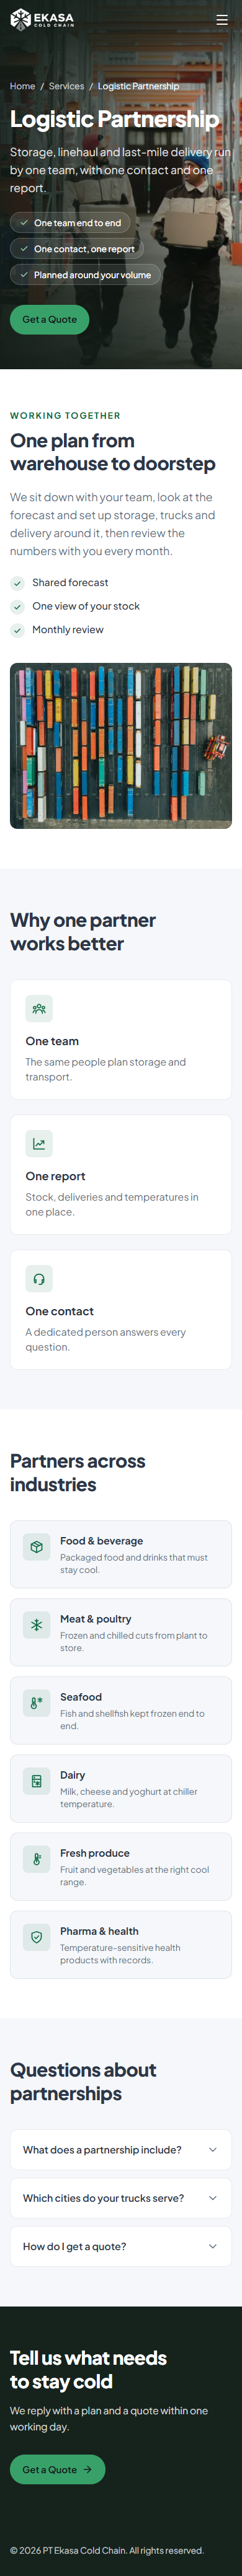 EKASA
COLD CHAIN
Home / Services / Logistic Partnership
Logistic Partnership
Storage, linehaul and last-mile delivery run
by one team, with one contact and one
report.
One team end to end
One contact, one report
Planned around your volume
Get a Quote
WORKING TOGETHER
One plan from
warehouse to doorstep
We sit down with your team, look at the
forecast and set up storage, trucks and
delivery around it, then review the
numbers with you every month.
Shared forecast
One view of your stock
Monthly review
Why one partner
works better
One team
The same people plan storage and
transport.
One report
Stock, deliveries and temperatures in
one place.
One contact
A dedicated person answers every
question.
Partners across
industries
Food & beverage
Packaged food and drinks that must
stay cool.
Meat & poultry
Frozen and chilled cuts from plant to
store.
Seafood
Fish and shellfish kept frozen end to
end.
Dairy
Milk, cheese and yoghurt at chiller
temperature.
Fresh produce
Fruit and vegetables at the right cool
range.
Pharma & health
Temperature-sensitive health
products with records.
Questions about
partnerships
What does a partnership include?
Which cities do your trucks serve?
How do I get a quote?
Tell us what needs
to stay cold
We reply with a plan and a quote within one
working day.
Get a Quote
© 2026 PT Ekasa Cold Chain. All rights reserved.